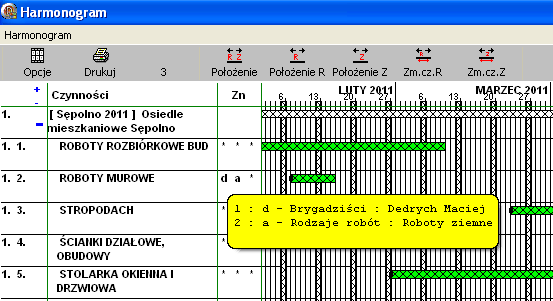 Harmonogram
Harmonogram
Opcje Drukuj 3 Położenie Położenie R Położenie Z Zm.cz.R Zm.cz.Z
+ - Czynności Zn LUTY 2011 MARZEC 2011
6. 13. 20. 27. 6. 13. 20. 27.
1. [ Sępolno 2011 ] Osiedle
mieszkaniowe Sępolno
1. 1. ROBOTY ROZBIÓRKOWE BUD * * *
1. 2. ROBOTY MUROWE d a *
1 : d - Brygadziści : Dedrych Maciej
2 : a - Rodzaje robót : Roboty ziemne
1. 3. STROPODACH *
1. 4. ŚCIANKI DZIAŁOWE, *
OBUDOWY
1. 5. STOLARKA OKIENNA I * * *
DRZWIOWA